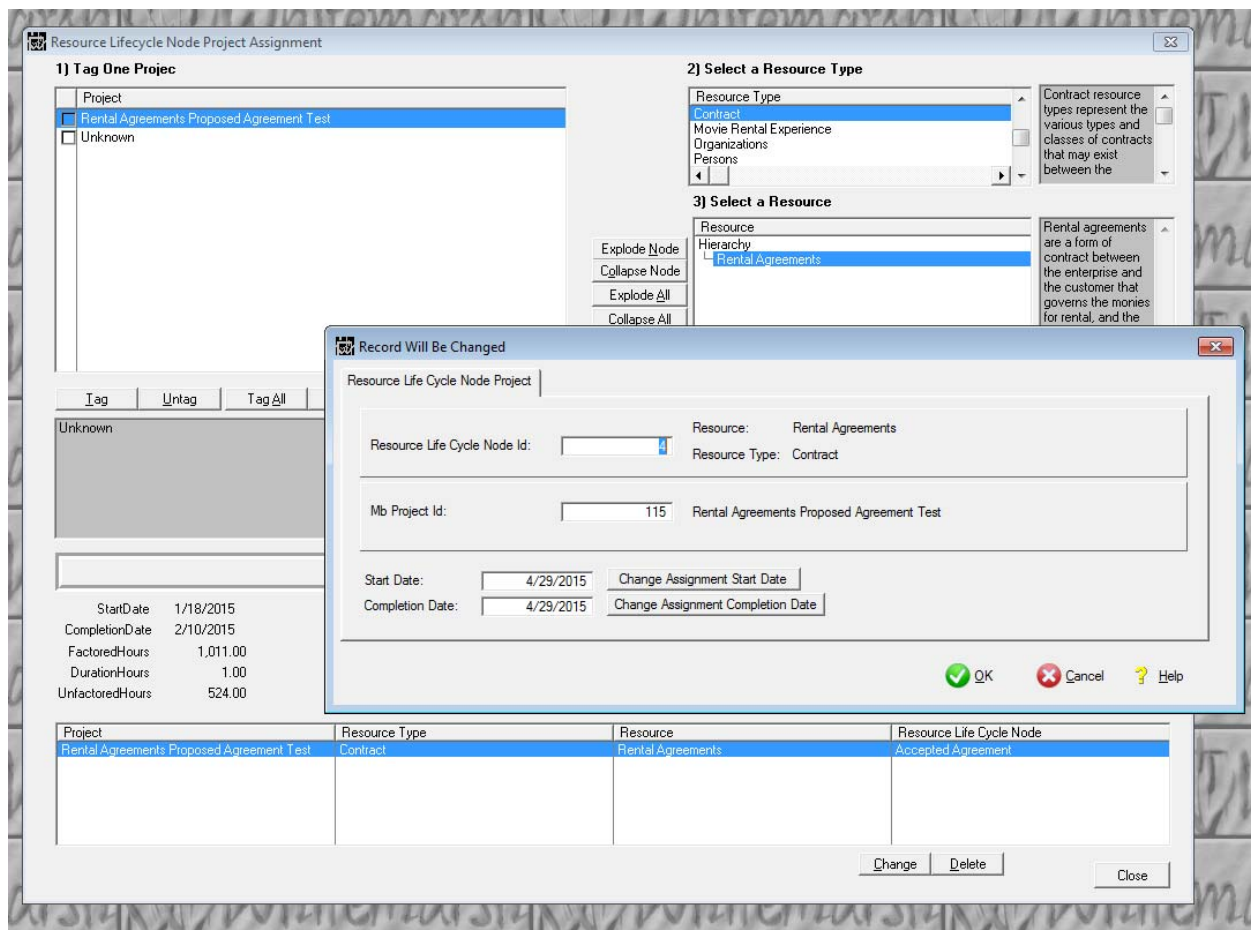 Resource Lifecycle Node Project Assignment
1) Tag One Projec
Project
Rental Agreements Proposed Agreement Test
Unknown
2) Select a Resource Type
Resource Type
Contract
Movie Rental Experience
Organizations
Persons
Contract resource
types represent the
various types and
classes of contracts
that may exist
between the
3) Select a Resource
Resource
Hierarchy
Rental Agreements
Rental agreements
are a form of
contract between
the enterprise and
the customer that
governs the monies
for rental, and the
Explode Node
Collapse Node
Explode All
Collapse All
Tag Untag Tag All
Unknown
StartDate 1/18/2015
CompletionDate 2/10/2015
FactoredHours 1,011.00
DurationHours 1.00
UnfactoredHours 524.00
Record Will Be Changed
Resource Life Cycle Node Project
Resource Life Cycle Node Id: 4
Resource: Rental Agreements
Resource Type: Contract
Mb Project Id: 115 Rental Agreements Proposed Agreement Test
Start Date: 4/29/2015 Change Assignment Start Date
Completion Date: 4/29/2015 Change Assignment Completion Date
OK Cancel Help
Project Resource Type Resource Resource Life Cycle Node
Rental Agreements Proposed Agreement Test Contract Rental Agreements Accepted Agreement
Change Delete
Close